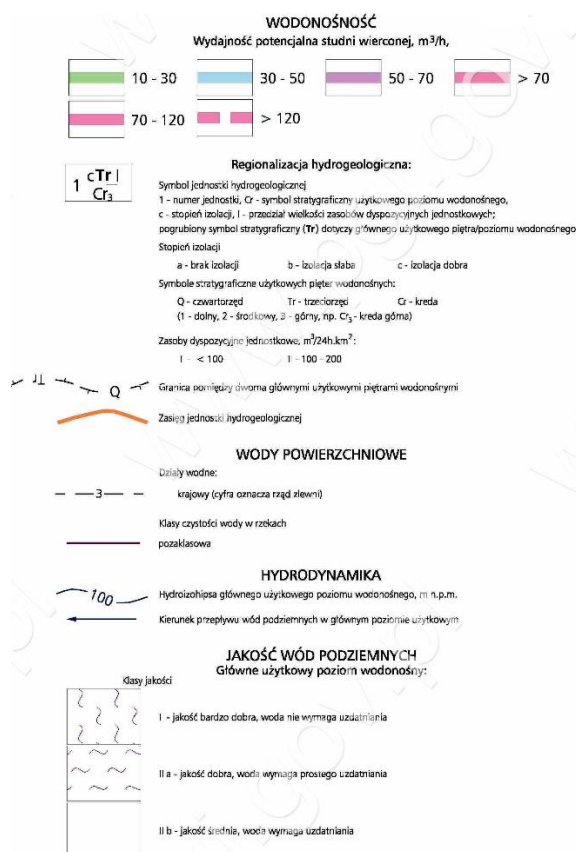 WODONOŚNOŚĆ
Wydajność potencjalna studni wierconej, m³/h,
10 - 30
30 - 50
50 - 70
> 70
70 - 120
> 120
Regionalizacja hydrogeologiczna:
1 cTr I
Cr₃
Symbol jednostki hydrogeologicznej
1 - numer jednostki, Cr - symbol stratygraficzny użytkowego poziomu wodonośnego,
c - stopień izolacji, I - przedział wielkości zasobów dyspozycyjnych jednostkowych;
pogrubiony symbol stratygraficzny (Tr) dotyczy głównego użytkowego piętra/poziomu wodonośnego
Stopień izolacji
a - brak izolacji
b - izolacja słaba
c - izolacja dobra
Symbole stratygraficzne użytkowych pięter wodonośnych:
Q - czwartorzęd
Tr - trzeciorzęd
Cr - kreda
(1 - dolny, 2 - środkowy, 3 - górny, np. Cr₃ - kreda górna)
Zasoby dyspozycyjne jednostkowe, m³/24h.km²:
I - < 100
II - 100 - 200
Tr
Q
Granica pomiędzy dwoma głównymi użytkowymi piętrami wodonośnymi
Zasięg jednostki hydrogeologicznej
WODY POWIERZCHNIOWE
Działy wodne:
3
krajowy (cyfra oznacza rząd zlewni)
Klasy czystości wody w rzekach
pozaklasowa
HYDRODYNAMIKA
100
Hydroizohipsa głównego użytkowego poziomu wodonośnego, m n.p.m.
Kierunek przepływu wód podziemnych w głównym poziomie użytkowym
JAKOŚĆ WÓD PODZIEMNYCH
Główne użytkowy poziom wodonośny:
Klasy jakości
I - jakość bardzo dobra, woda nie wymaga uzdatniania
II a - jakość dobra, woda wymaga prostego uzdatniania
II b - jakość średnia, woda wymaga uzdatniania